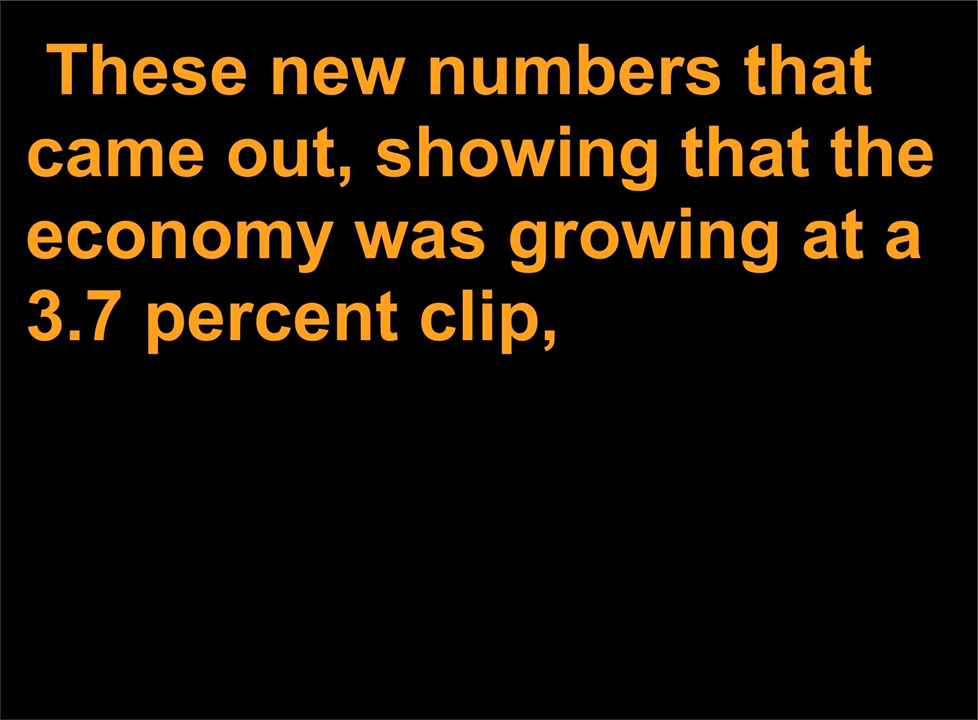 These new numbers that
came out, showing that the
economy was growing at a
3.7 percent clip,